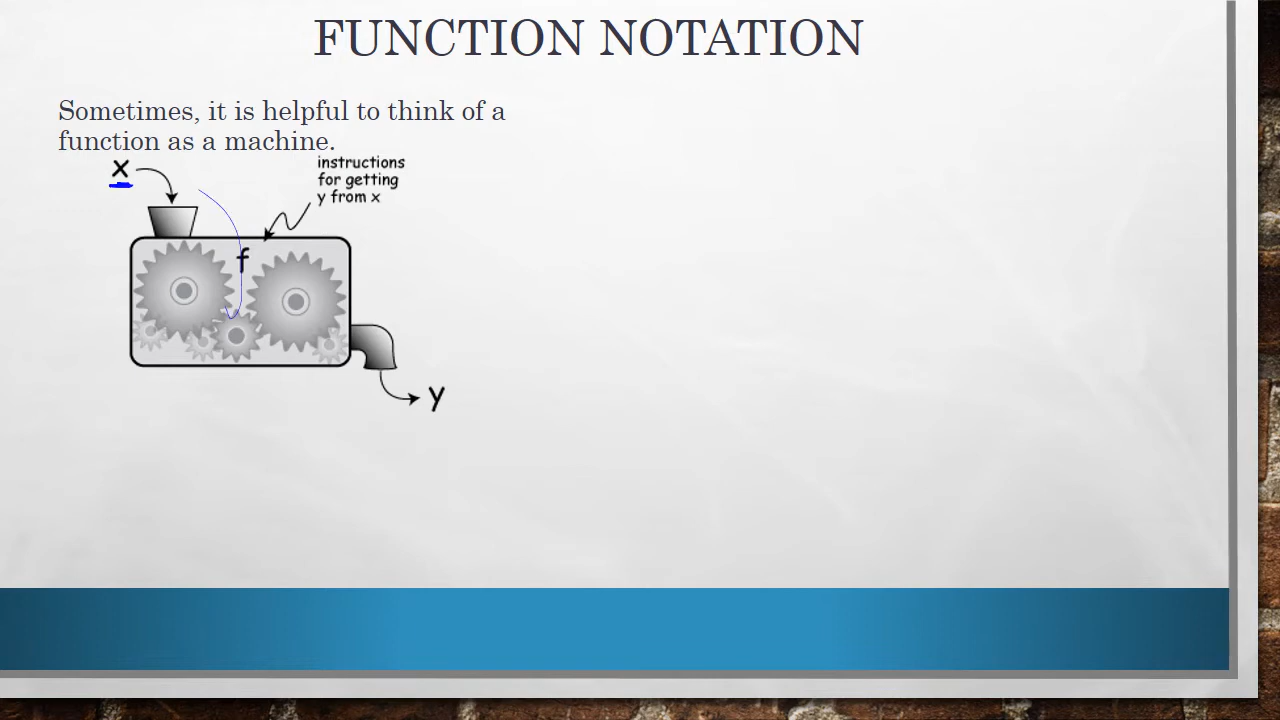 FUNCTION NOTATION
Sometimes, it is helpful to think of a
function as a machine.
x
instructions
for getting
y from x
f
y